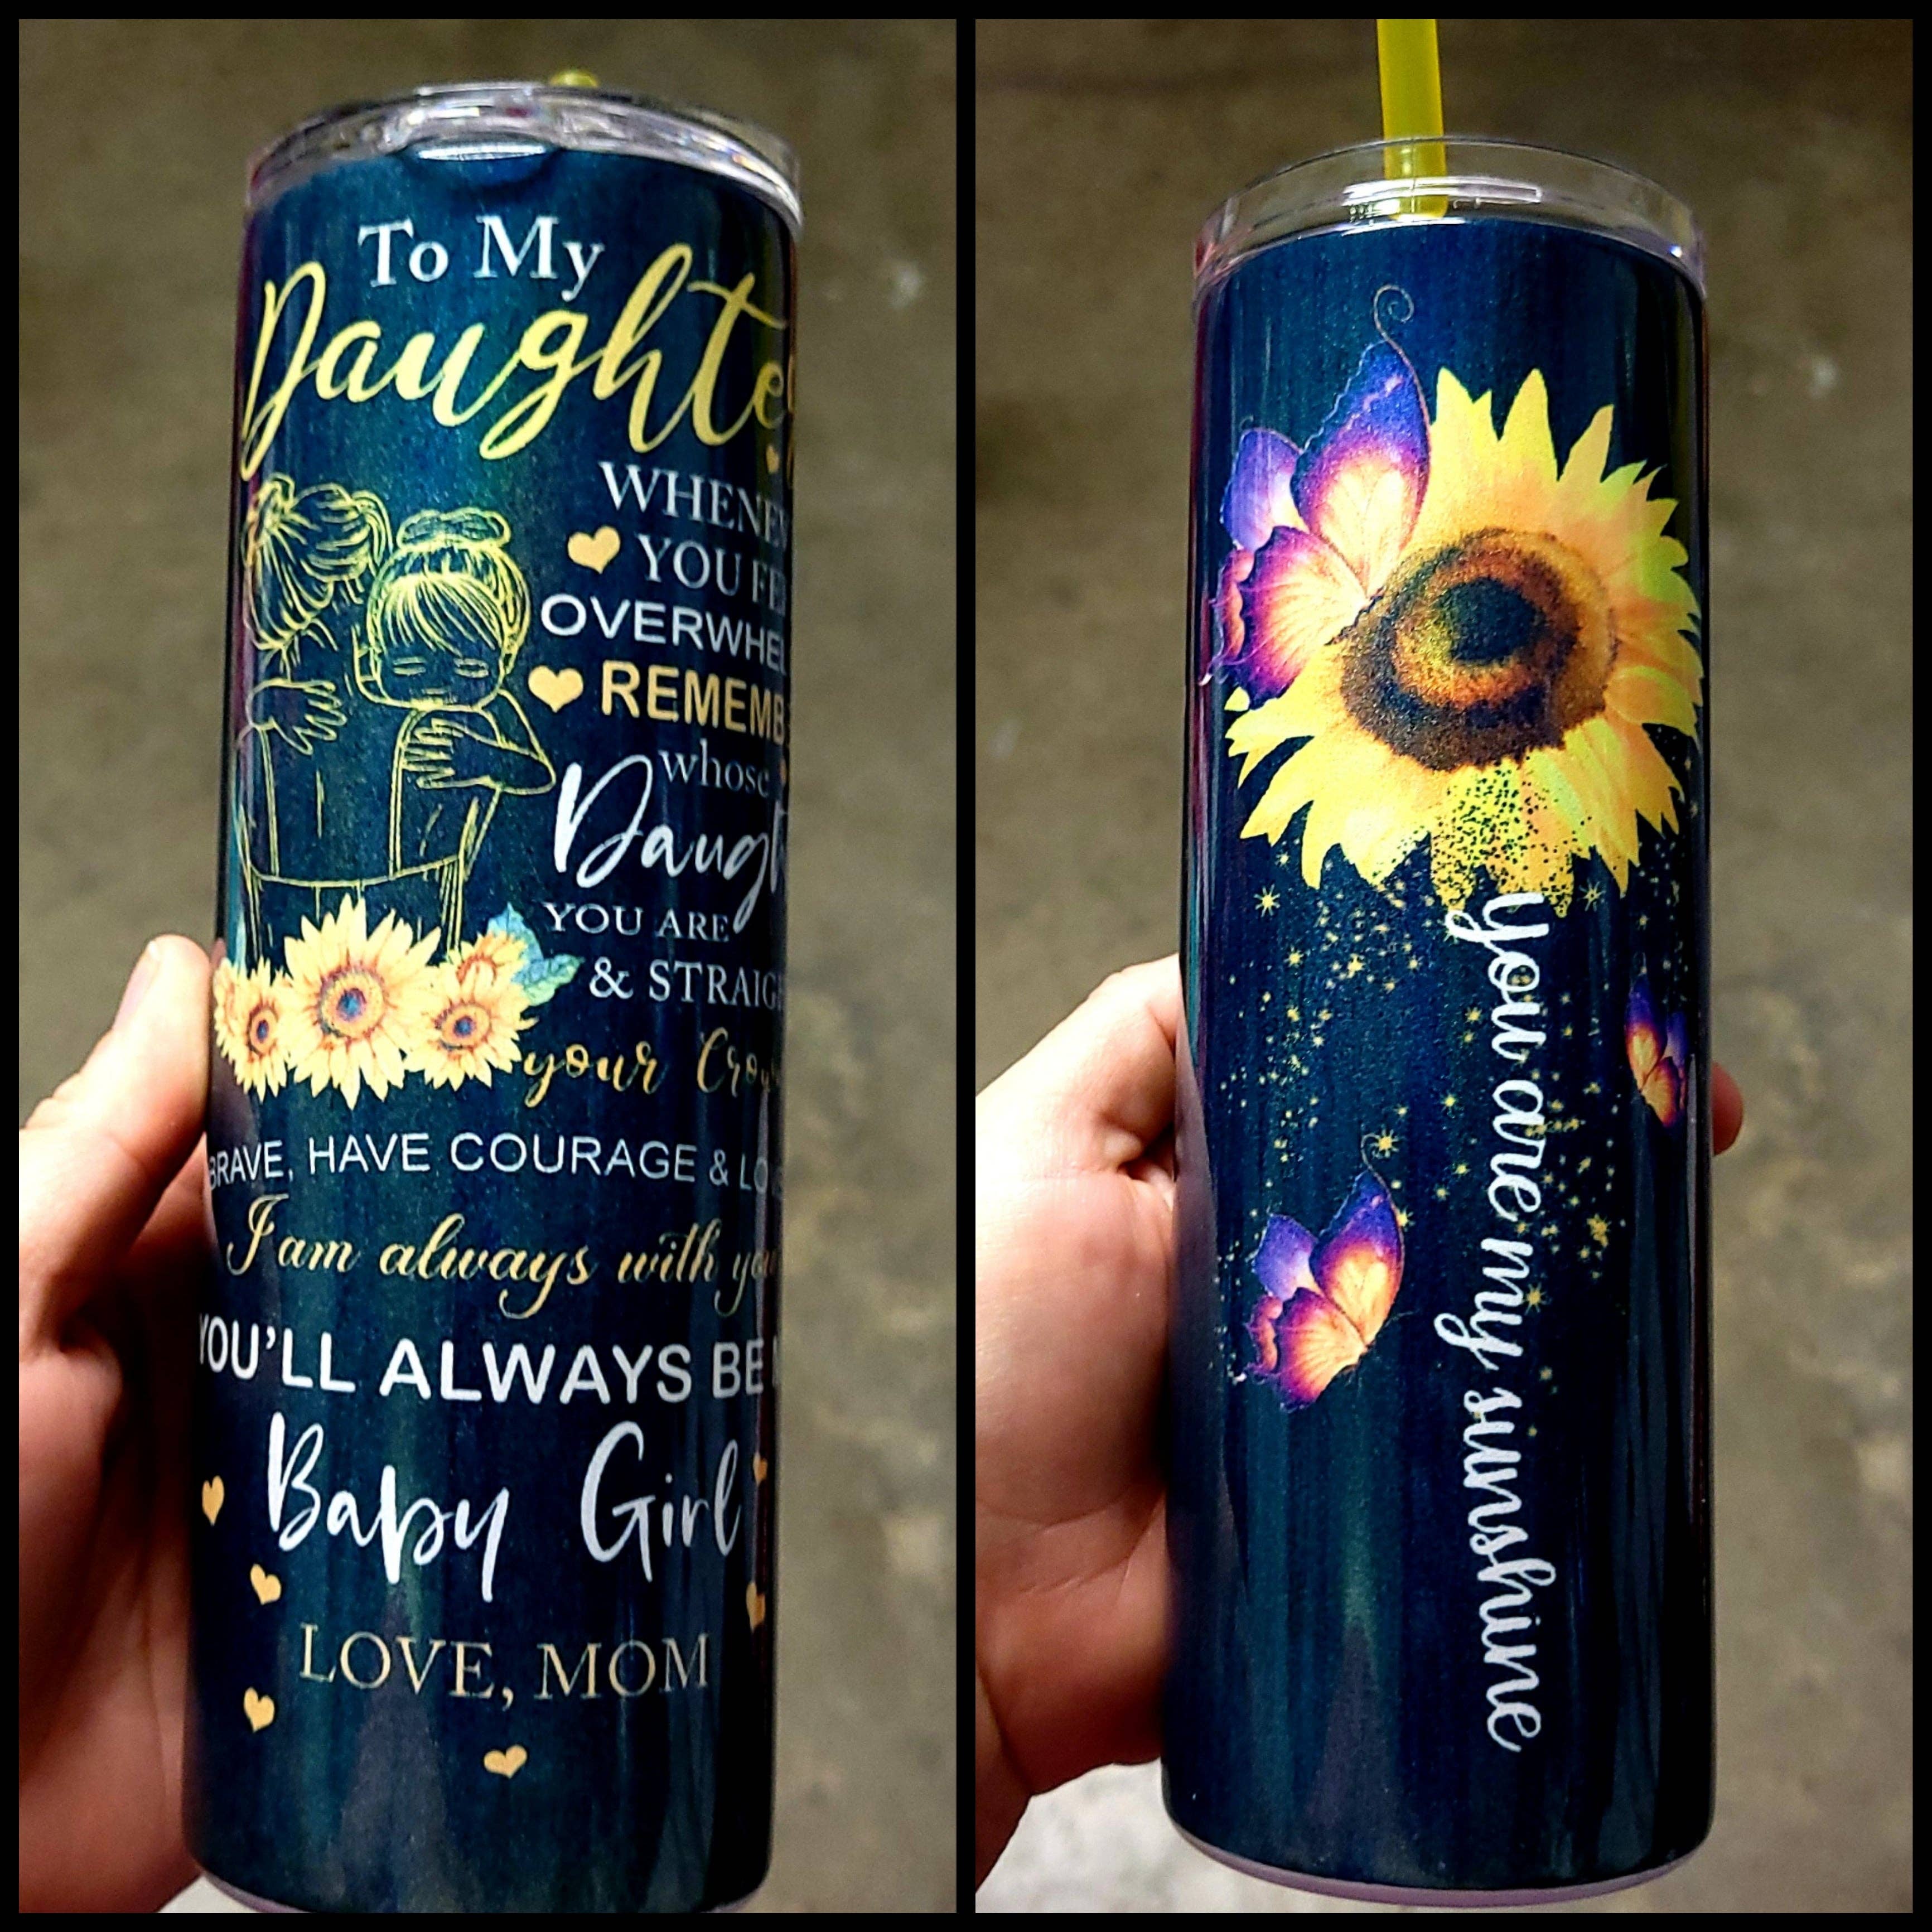 To My
Daughte
WHENEV
YOU FE
OVERWHEL
REMEMB
whose
Daught
YOU ARE
& STRAIG
your Crow
BRAVE, HAVE COURAGE & LO
I am always with you
YOU'LL ALWAYS BE
Baby Girl
LOVE, MOM
you are my sunshine